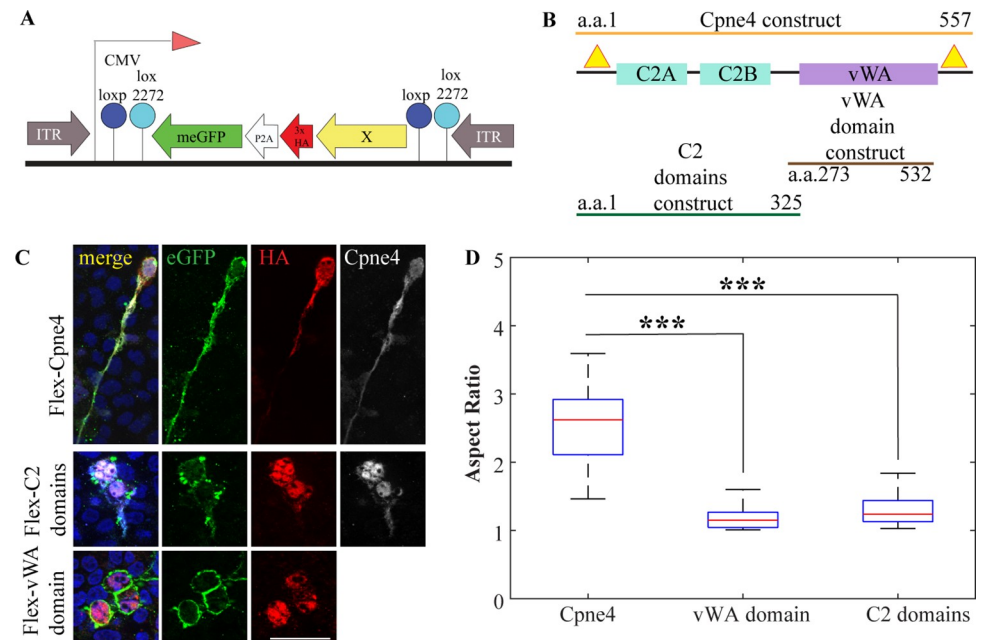 A
CMV
loxp
lox
2272
ITR
meGFP
P2A
3x
HA
X
loxp
lox
2272
ITR
B
a.a.1 Cpne4 construct 557
C2A C2B vWA
vWA
domain
construct
a.a.273 532
C2
domains
construct
a.a.1 325
C
merge eGFP HA Cpne4
Flex-Cpne4
Flex-C2
domains
Flex-vWA
domain
D
Aspect Ratio
5
4
3
2
1
0
***
***
Cpne4 vWA domain C2 domains